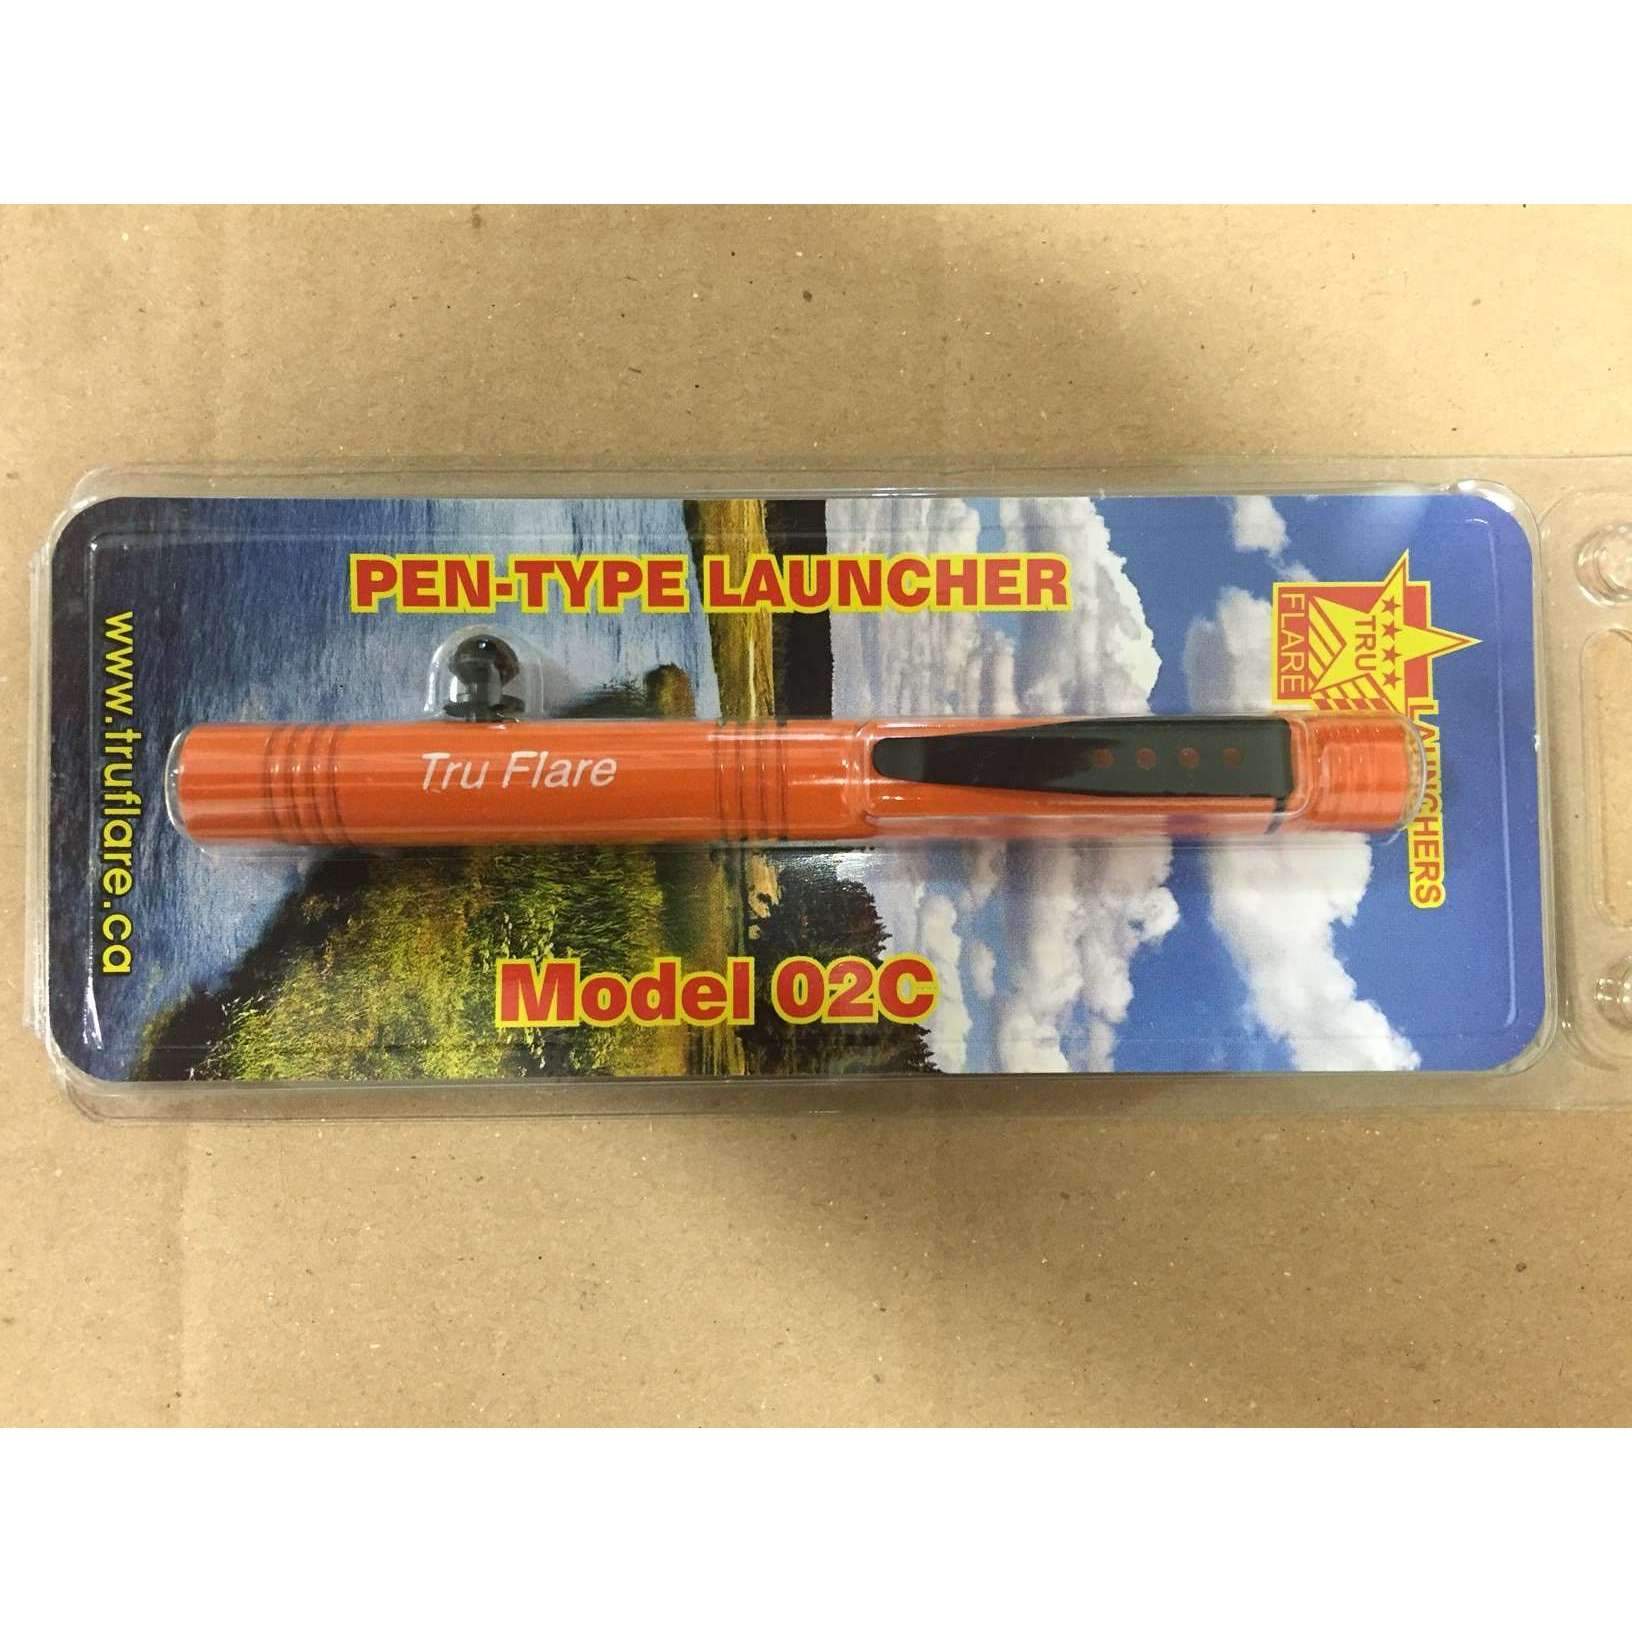 PEN-TYPE LAUNCHER
TRU
FLARE
LAUNCHERS
Tru Flare
Model 02C
www.truflare.ca